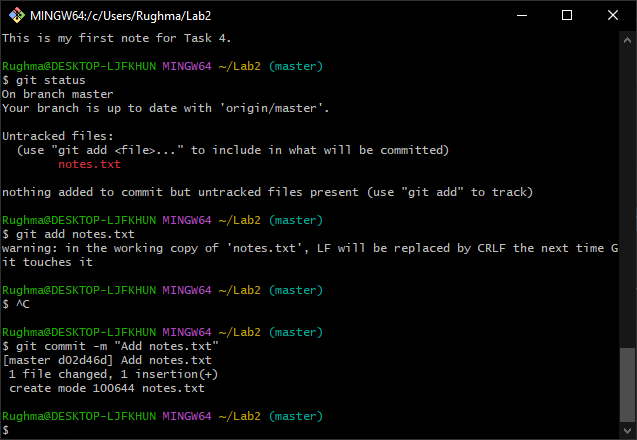 MINGW64:/c/Users/Rughma/Lab2
This is my first note for Task 4.
Rughma@DESKTOP-LJFKHUN MINGW64 ~/Lab2 (master)
$ git status
On branch master
Your branch is up to date with 'origin/master'.
Untracked files:
  (use "git add <file>..." to include in what will be committed)
        notes.txt
nothing added to commit but untracked files present (use "git add" to track)
Rughma@DESKTOP-LJFKHUN MINGW64 ~/Lab2 (master)
$ git add notes.txt
warning: in the working copy of 'notes.txt', LF will be replaced by CRLF the next time G
it touches it
Rughma@DESKTOP-LJFKHUN MINGW64 ~/Lab2 (master)
$ ^C
Rughma@DESKTOP-LJFKHUN MINGW64 ~/Lab2 (master)
$ git commit -m "Add notes.txt"
[master d02d46d] Add notes.txt
 1 file changed, 1 insertion(+)
 create mode 100644 notes.txt
Rughma@DESKTOP-LJFKHUN MINGW64 ~/Lab2 (master)
$